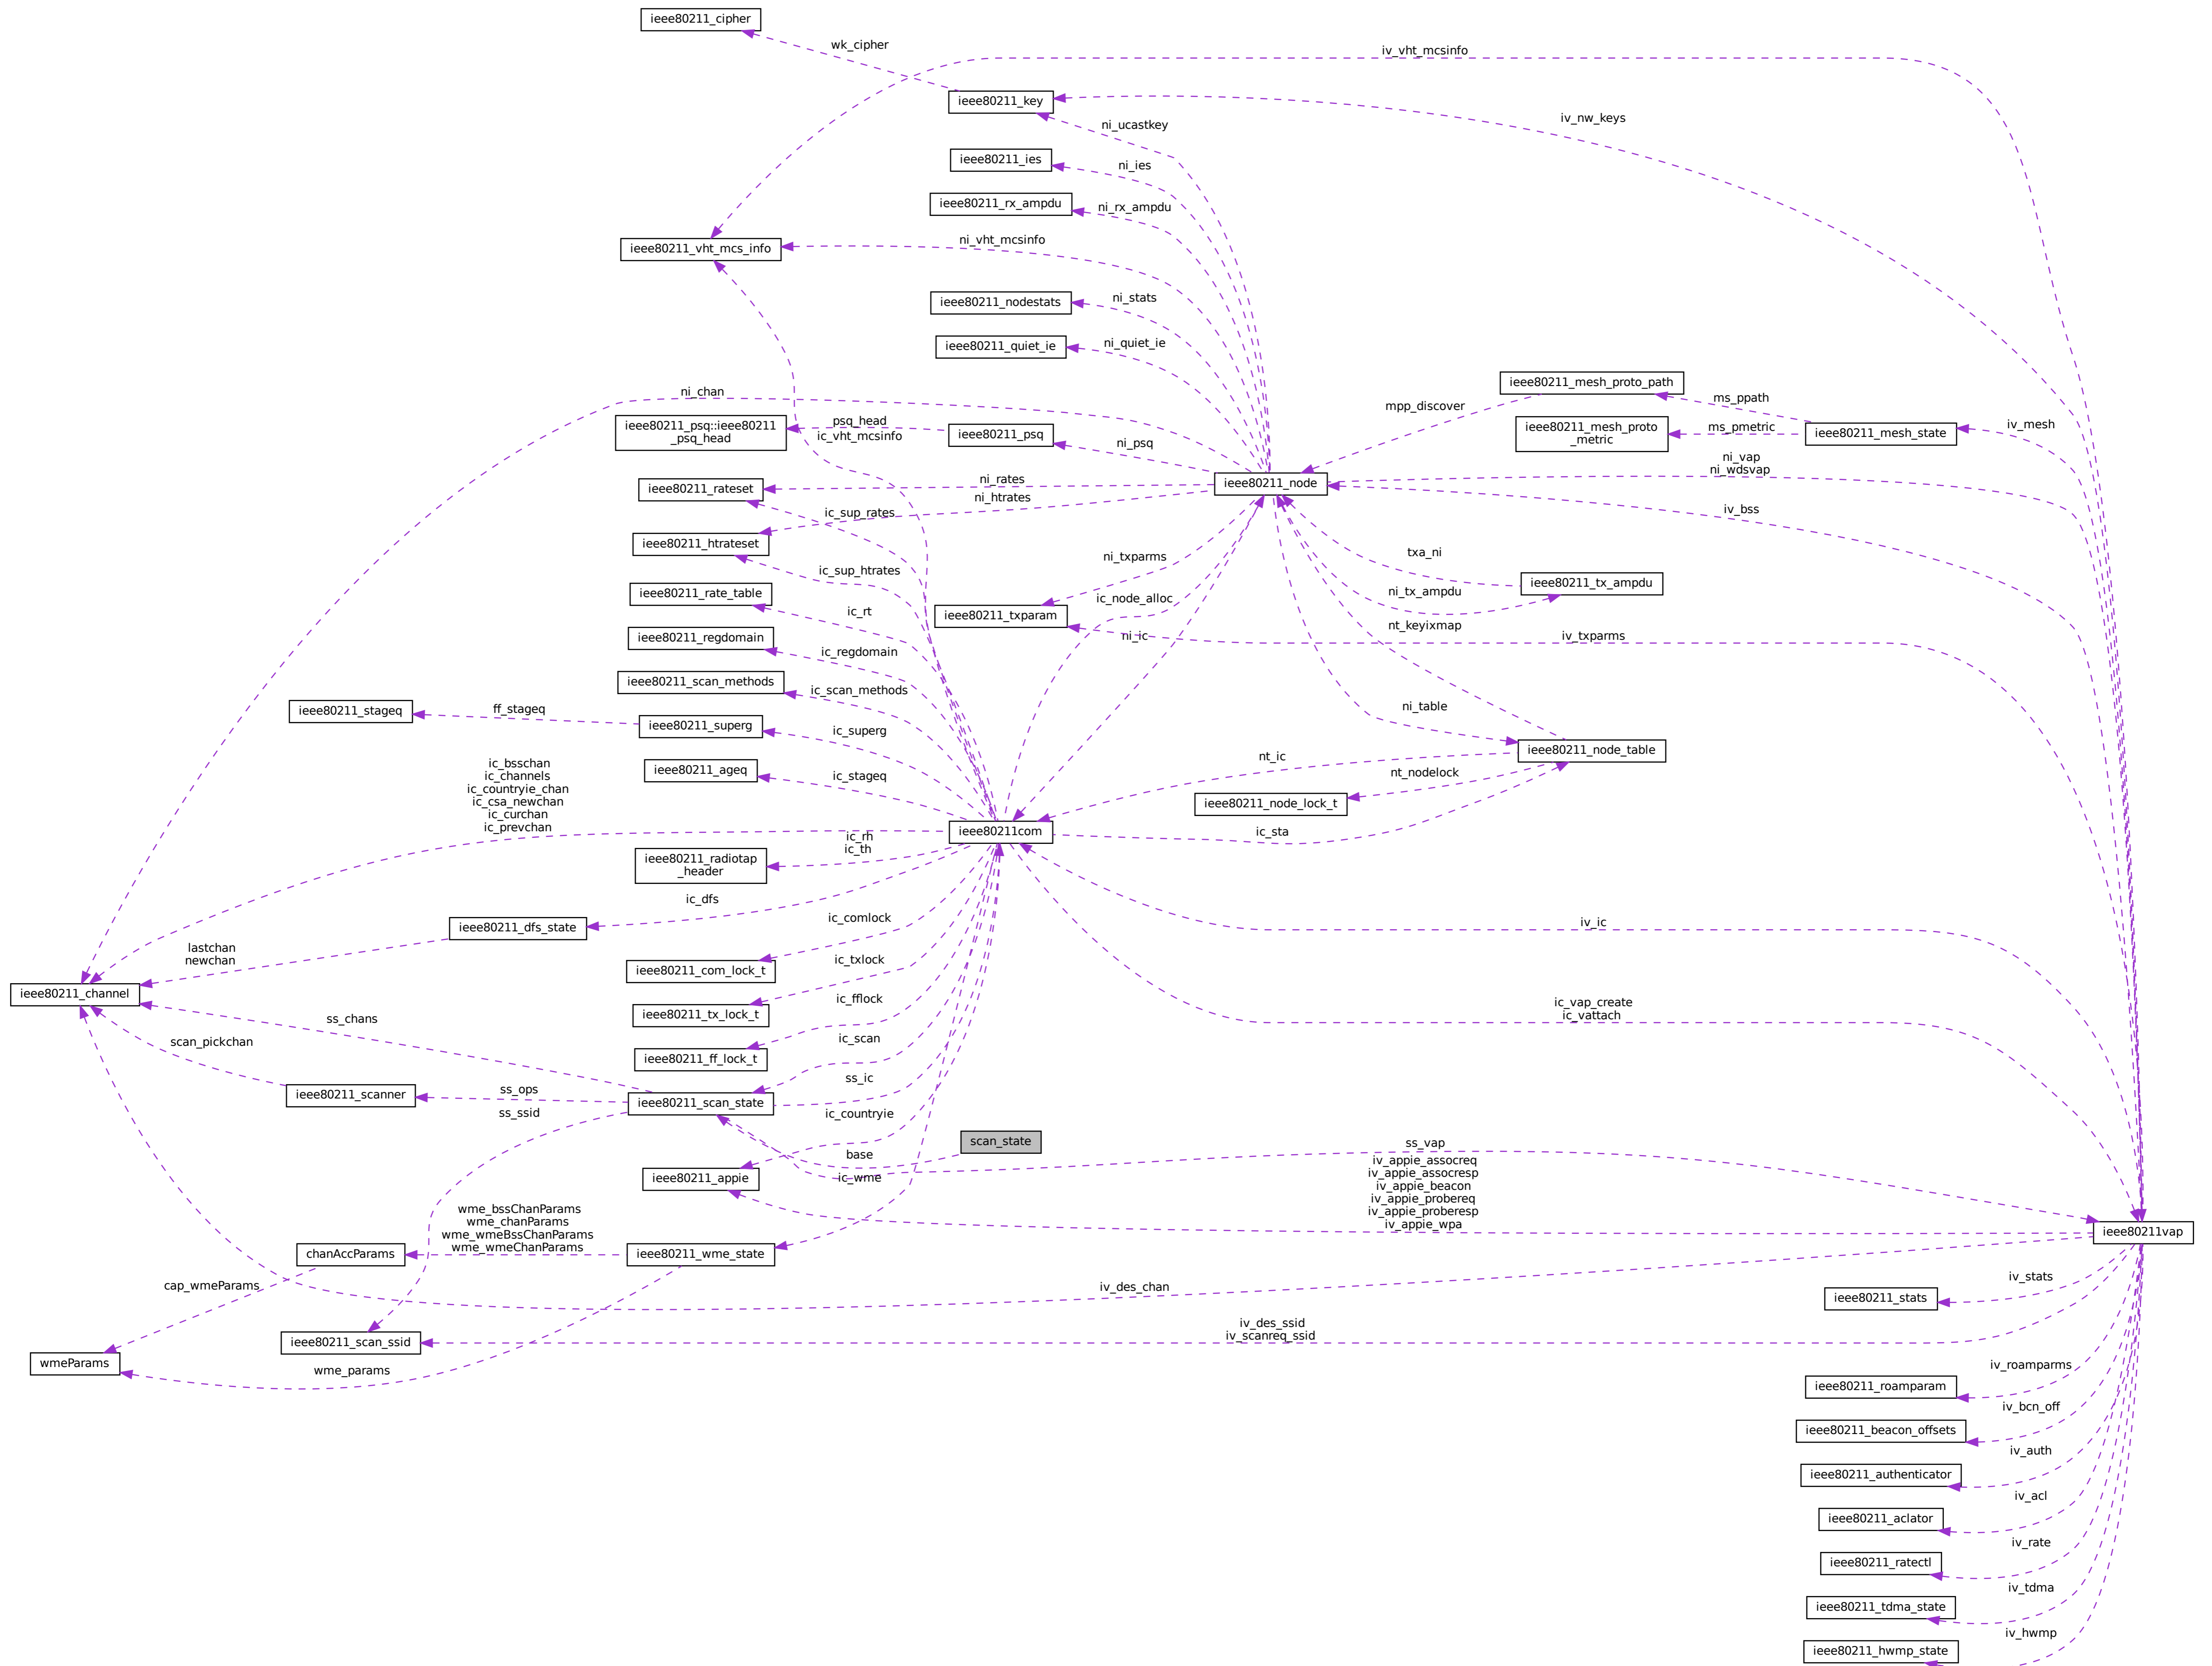 ieee80211_cipher
wk_cipher
iv_vht_mcsinfo
ieee80211_key
iv_nw_keys
ni_ucastkey
ieee80211_ies
ni_ies
ieee80211_rx_ampdu
ni_rx_ampdu
ieee80211_vht_mcs_info
ni_vht_mcsinfo
ieee80211_nodestats
ni_stats
ieee80211_quiet_ie
ni_quiet_ie
ieee80211_mesh_proto_path
ms_ppath
mpp_discover
ni_chan
ieee80211_psq::ieee80211
_psq_head
psq_head
ic_vht_mcsinfo
ieee80211_psq
ni_psq
ieee80211_mesh_proto
_metric
ms_pmetric
ieee80211_mesh_state
iv_mesh
ni_vap
ni_wdsvap
ieee80211_node
ieee80211_rateset
ni_rates
ni_htrates
ic_sup_rates
iv_bss
ieee80211_htrateset
ic_sup_htrates
ni_txparms
txa_ni
ieee80211_tx_ampdu
ni_tx_ampdu
ieee80211_rate_table
ic_rt
ieee80211_txparam
ic_node_alloc
ni_ic
nt_keyixmap
iv_txparms
ieee80211_regdomain
ic_regdomain
ieee80211_scan_methods
ic_scan_methods
ieee80211_stageq
ff_stageq
ieee80211_superg
ic_superg
ni_table
ieee80211_node_table
nt_ic
ieee80211_ageq
ic_stageq
nt_nodelock
ieee80211_node_lock_t
ic_bsschan
ic_channels
ic_countryie_chan
ic_csa_newchan
ic_curchan
ic_prevchan
ieee80211com
ic_sta
ic_rh
ic_th
ieee80211_radiotap
_header
ic_dfs
ieee80211_dfs_state
ic_comlock
iv_ic
lastchan
newchan
ieee80211_com_lock_t
ic_txlock
ieee80211_channel
ieee80211_tx_lock_t
ic_fflock
ic_vap_create
ic_vattach
ss_chans
scan_pickchan
ieee80211_ff_lock_t
ic_scan
ieee80211_scanner
ss_ops
ss_ssid
ieee80211_scan_state
ss_ic
ic_countryie
scan_state
base
ss_vap
ieee80211_appie
ic_wme
iv_appie_assocreq
iv_appie_assocresp
iv_appie_beacon
iv_appie_probereq
iv_appie_proberesp
iv_appie_wpa
ieee80211vap
wme_bssChanParams
wme_chanParams
wme_wmeBssChanParams
wme_wmeChanParams
chanAccParams
ieee80211_wme_state
cap_wmeParams
iv_des_chan
iv_stats
ieee80211_stats
ieee80211_scan_ssid
iv_des_ssid
iv_scanreq_ssid
wmeParams
wme_params
iv_roamparms
ieee80211_roamparam
iv_bcn_off
ieee80211_beacon_offsets
iv_auth
ieee80211_authenticator
iv_acl
ieee80211_aclator
iv_rate
ieee80211_ratectl
iv_tdma
ieee80211_tdma_state
iv_hwmp
ieee80211_hwmp_state